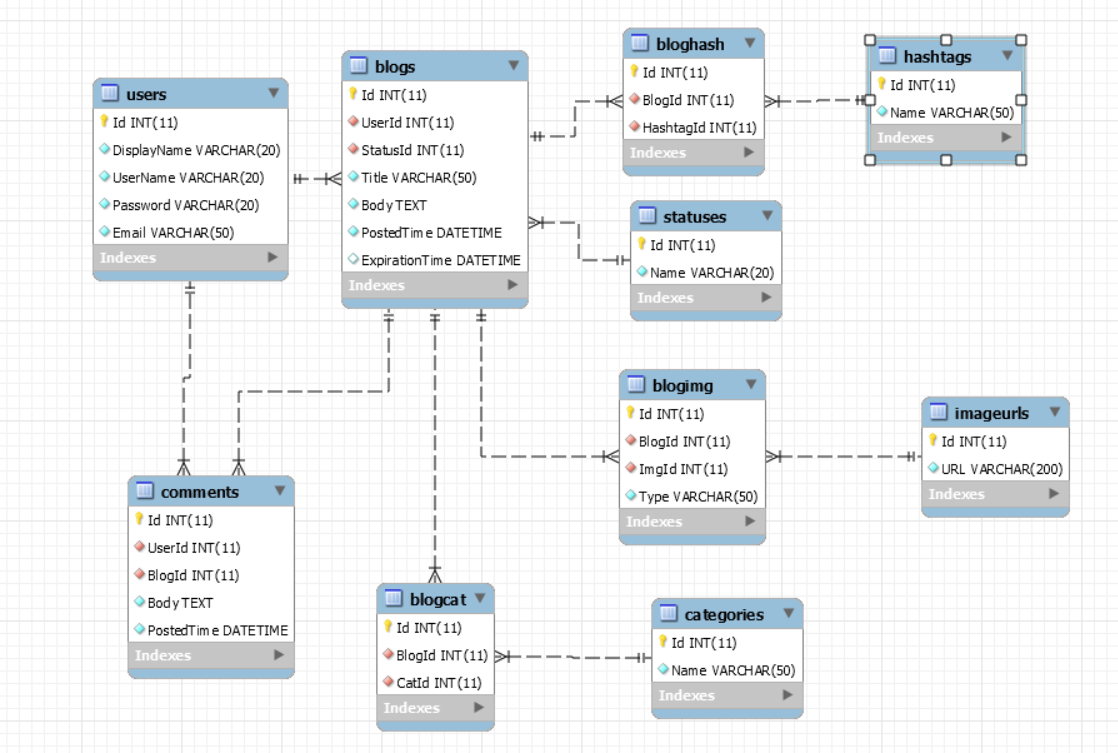 users
Id INT(11)
DisplayName VARCHAR(20)
UserName VARCHAR(20)
Password VARCHAR(20)
Email VARCHAR(50)
Indexes
blogs
Id INT(11)
UserId INT(11)
StatusId INT(11)
Title VARCHAR(50)
Body TEXT
PostedTime DATETIME
ExpirationTime DATETIME
Indexes
bloghash
Id INT(11)
BlogId INT(11)
HashtagId INT(11)
Indexes
hashtags
Id INT(11)
Name VARCHAR(50)
Indexes
statuses
Id INT(11)
Name VARCHAR(20)
Indexes
blogimg
Id INT(11)
BlogId INT(11)
ImgId INT(11)
Type VARCHAR(50)
Indexes
imageurls
Id INT(11)
URL VARCHAR(200)
Indexes
comments
Id INT(11)
UserId INT(11)
BlogId INT(11)
Body TEXT
PostedTime DATETIME
Indexes
blogcat
Id INT(11)
BlogId INT(11)
CatId INT(11)
Indexes
categories
Id INT(11)
Name VARCHAR(50)
Indexes